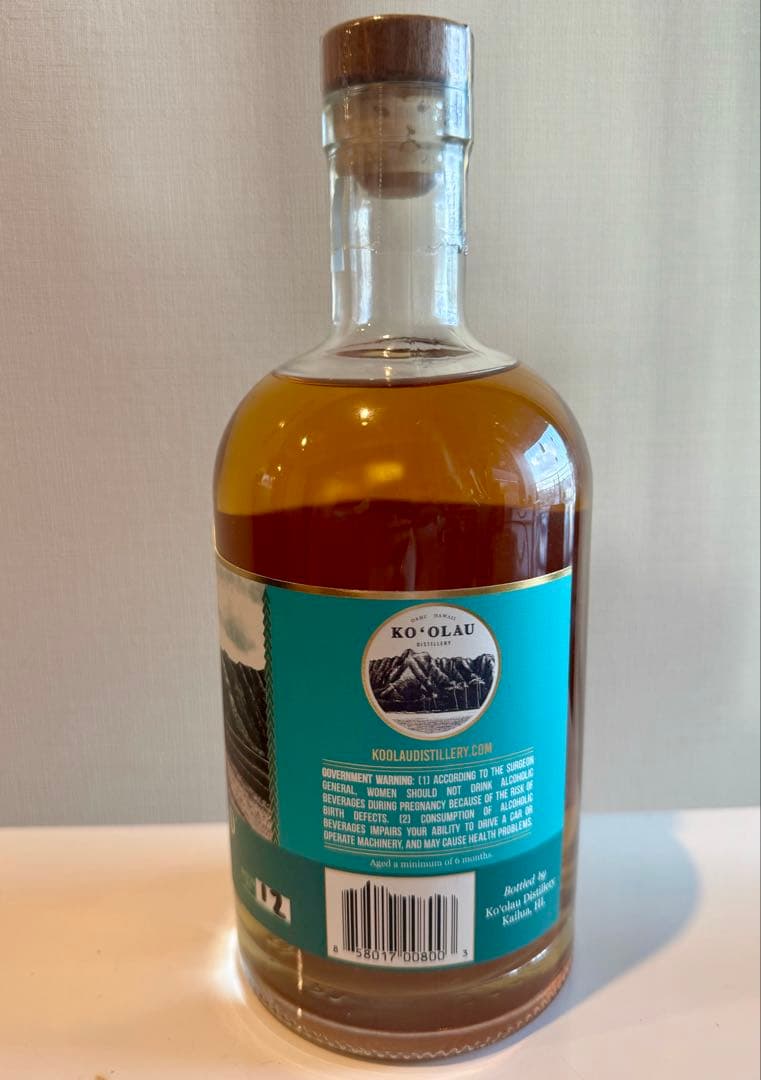 OAHU HAWAII
KO‘OLAU
DISTILLERY
KOOLAUDISTILLERY.COM
GOVERNMENT WARNING: (1) ACCORDING TO THE SURGEON
GENERAL, WOMEN SHOULD NOT DRINK ALCOHOLIC
BEVERAGES DURING PREGNANCY BECAUSE OF THE RISK OF
BIRTH DEFECTS. (2) CONSUMPTION OF ALCOHOLIC
BEVERAGES IMPAIRS YOUR ABILITY TO DRIVE A CAR OR
OPERATE MACHINERY, AND MAY CAUSE HEALTH PROBLEMS.
Aged a minimum of 6 months.
12
8 58017 00800 3
Bottled by
Ko‘olau Distillery
Kailua, HI.